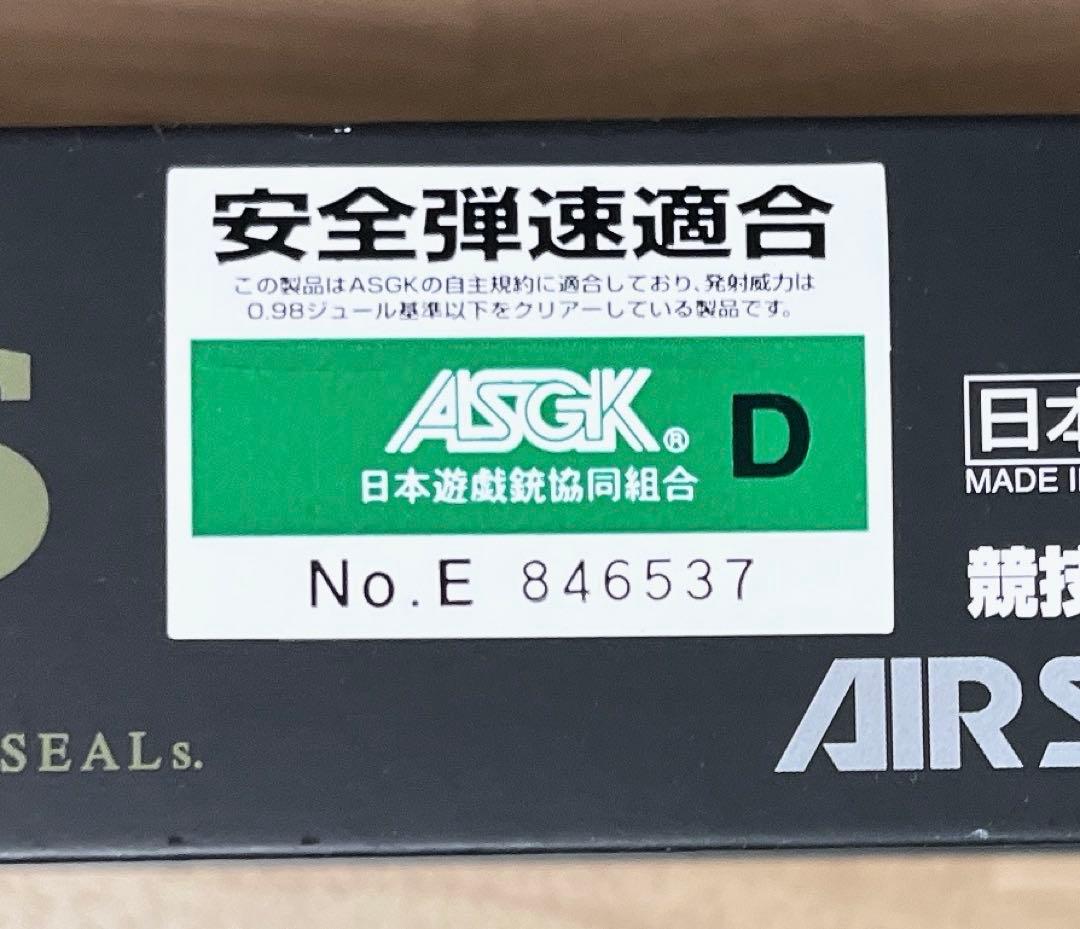 安全弾速適合
この製品はASGKの自主規約に適合しており、発射威力は
0.98ジュール基準以下をクリアーしている製品です。
ASGK® D
日本遊戯銃協同組合
No.E 846537
S
SEALs.
日本
MADE I
競技
AIR S